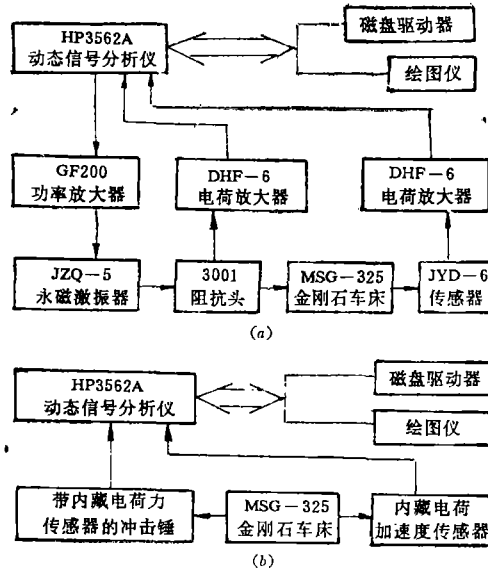 HP3562A
动态信号分析仪
磁盘驱动器
绘图仪
GF200
功率放大器
DHF-6
电荷放大器
DHF-6
电荷放大器
JZQ-5
永磁激振器
3001
阻抗头
MSG-325
金刚石车床
JYD-6
传感器
(a)
HP3562A
动态信号分析仪
磁盘驱动器
绘图仪
带内藏电荷力
传感器的冲击锤
MSG-325
金刚石车床
内藏电荷
加速度传感器
(b)